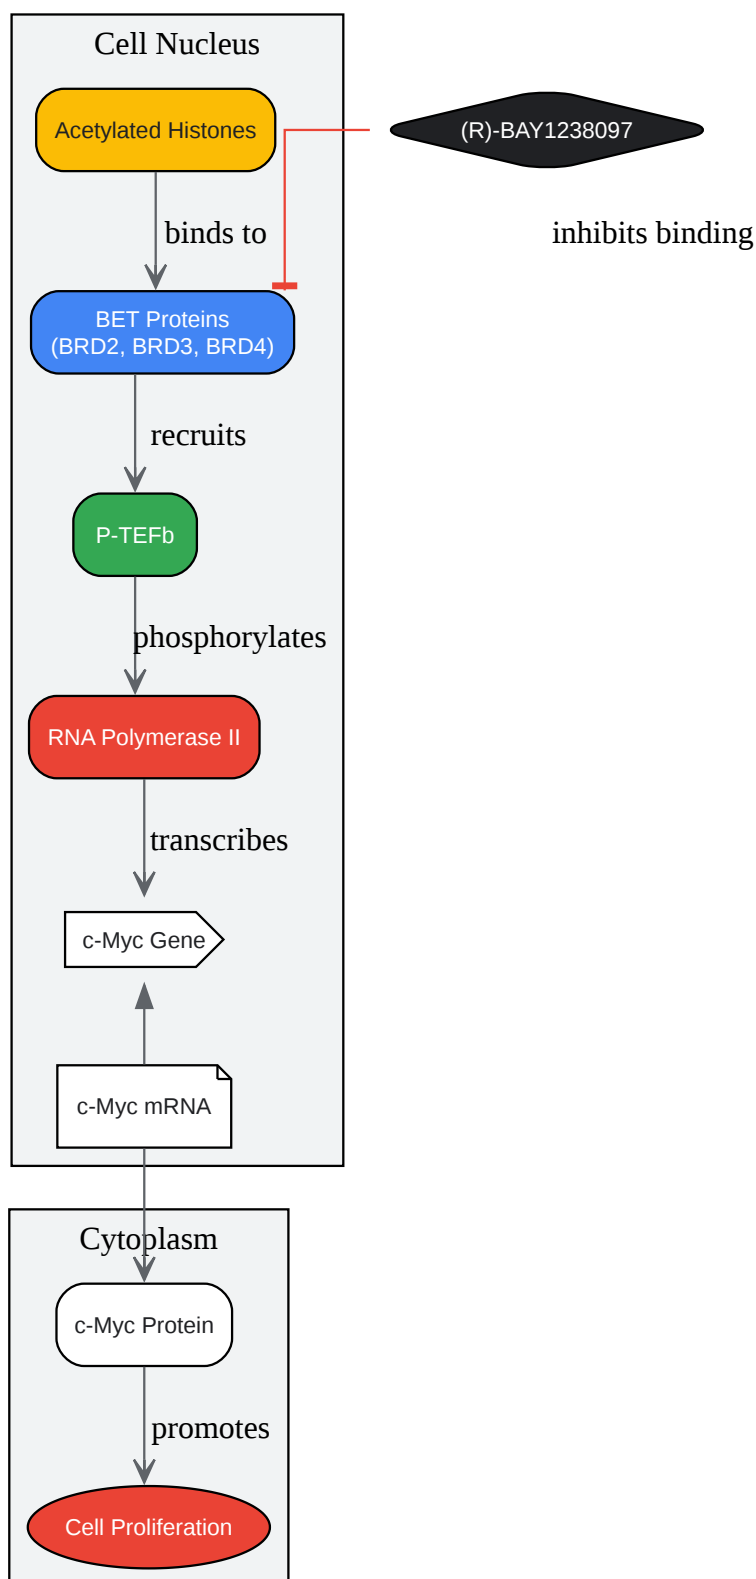 Cell Nucleus
Acetylated Histones
(R)-BAY1238097
binds to
inhibits binding
BET Proteins
(BRD2, BRD3, BRD4)
recruits
P-TEFb
phosphorylates
RNA Polymerase II
transcribes
c-Myc Gene
c-Myc mRNA
Cytoplasm
c-Myc Protein
promotes
Cell Proliferation